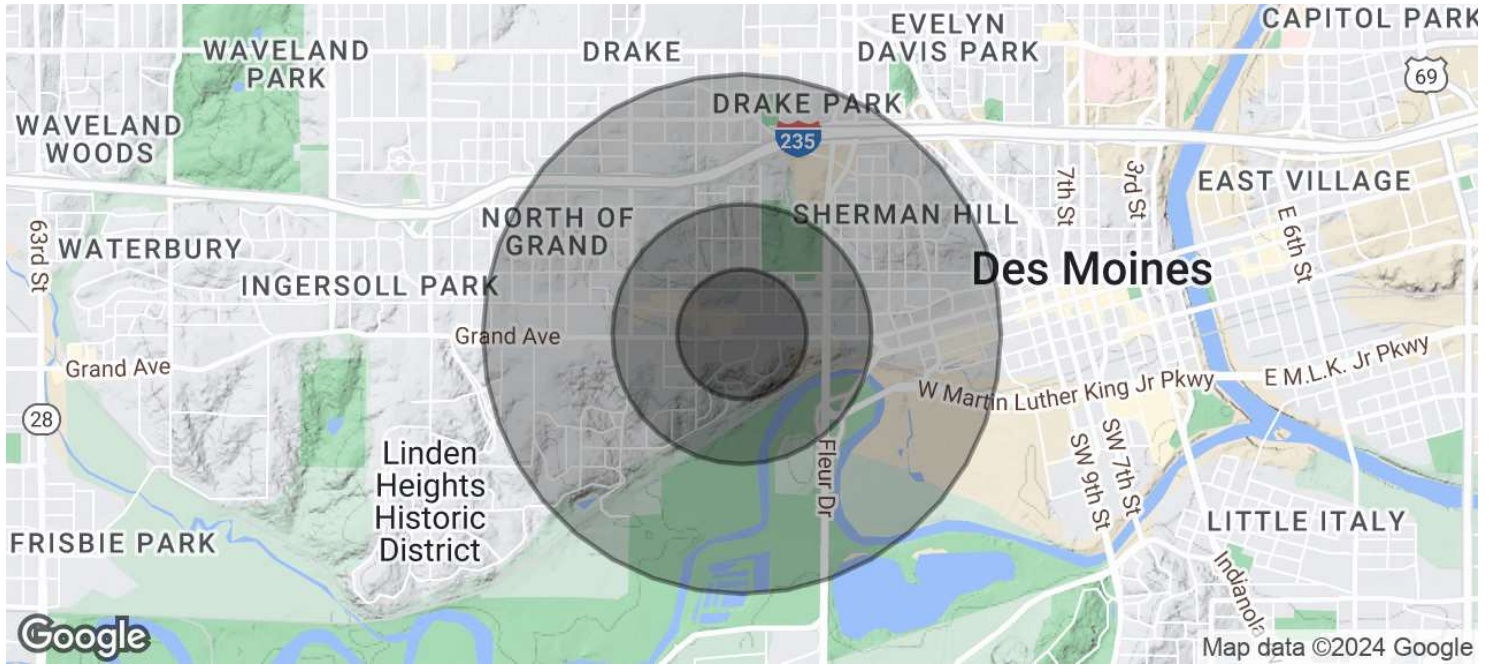 EVELYN
DAVIS PARK
CAPITOL PARK
WAVELAND
PARK
DRAKE
69
DRAKE PARK
WAVELAND
WOODS
235
7th St
3rd St
EAST VILLAGE
NORTH OF
GRAND
SHERMAN HILL
E 6th St
63rd St
WATERBURY
INGERSOLL PARK
Des Moines
Grand Ave
Grand Ave
W Martin Luther King Jr Pkwy
E M.L.K. Jr Pkwy
28
Linden
Heights
Historic
District
Fleur Dr
SW 9th St
SW 7th St
LITTLE ITALY
FRISBIE PARK
Indianola
Google
Map data ©2024 Google